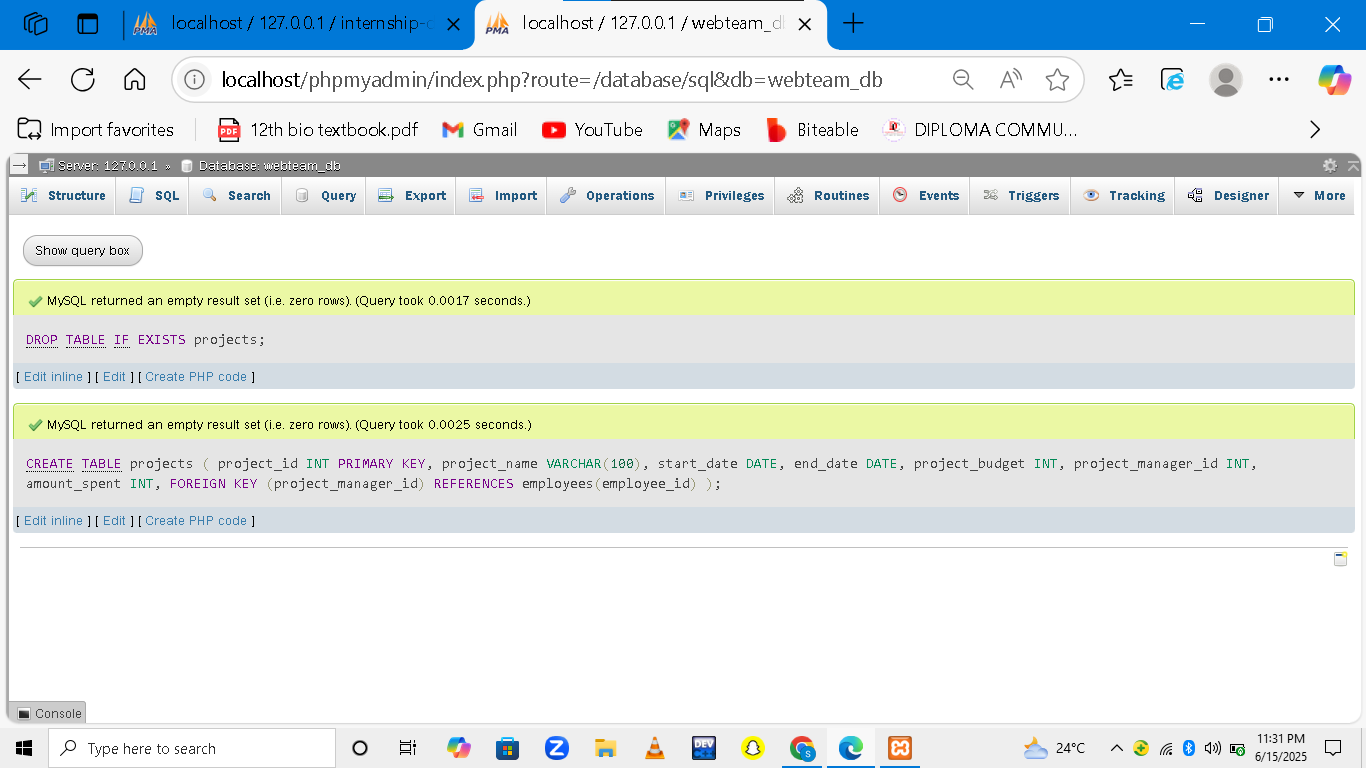 localhost / 127.0.0.1 / internship-
localhost / 127.0.0.1 / webteam_d
localhost/phpmyadmin/index.php?route=/database/sql&db=webteam_db
Import favorites
PDF
12th bio textbook.pdf
Gmail
YouTube
Maps
Biteable
DIPLOMA COMMU...
Server: 127.0.0.1 » Database: webteam_db
Structure SQL Search Query Export Import Operations Privileges Routines Events Triggers Tracking Designer More
Show query box
MySQL returned an empty result set (i.e. zero rows). (Query took 0.0017 seconds.)
DROP TABLE IF EXISTS projects;
[ Edit inline ] [ Edit ] [ Create PHP code ]
MySQL returned an empty result set (i.e. zero rows). (Query took 0.0025 seconds.)
CREATE TABLE projects ( project_id INT PRIMARY KEY, project_name VARCHAR(100), start_date DATE, end_date DATE, project_budget INT, project_manager_id INT,
amount_spent INT, FOREIGN KEY (project_manager_id) REFERENCES employees(employee_id) );
[ Edit inline ] [ Edit ] [ Create PHP code ]
Console
Type here to search
DEV
24°C
11:31 PM
6/15/2025